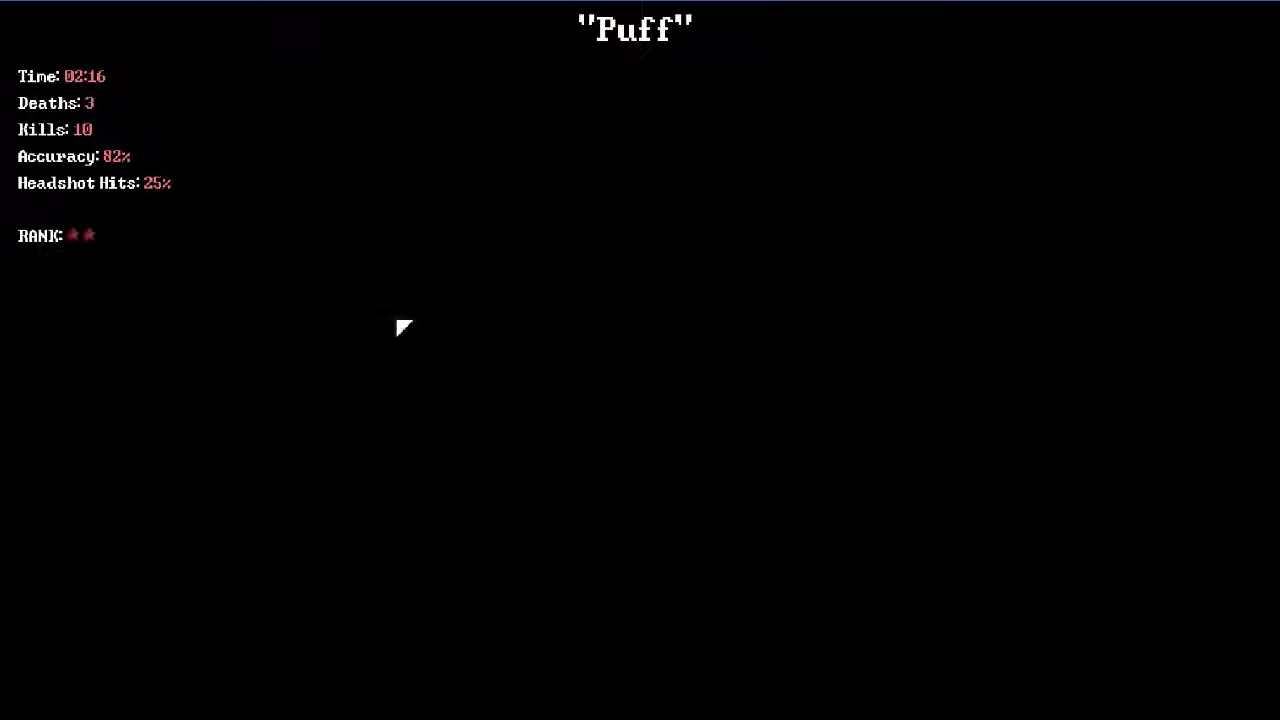 "Puff"
Time: 02:16
Deaths: 3
Kills: 10
Accuracy: 82%
Headshot Hits: 25%
RANK: ★ ★